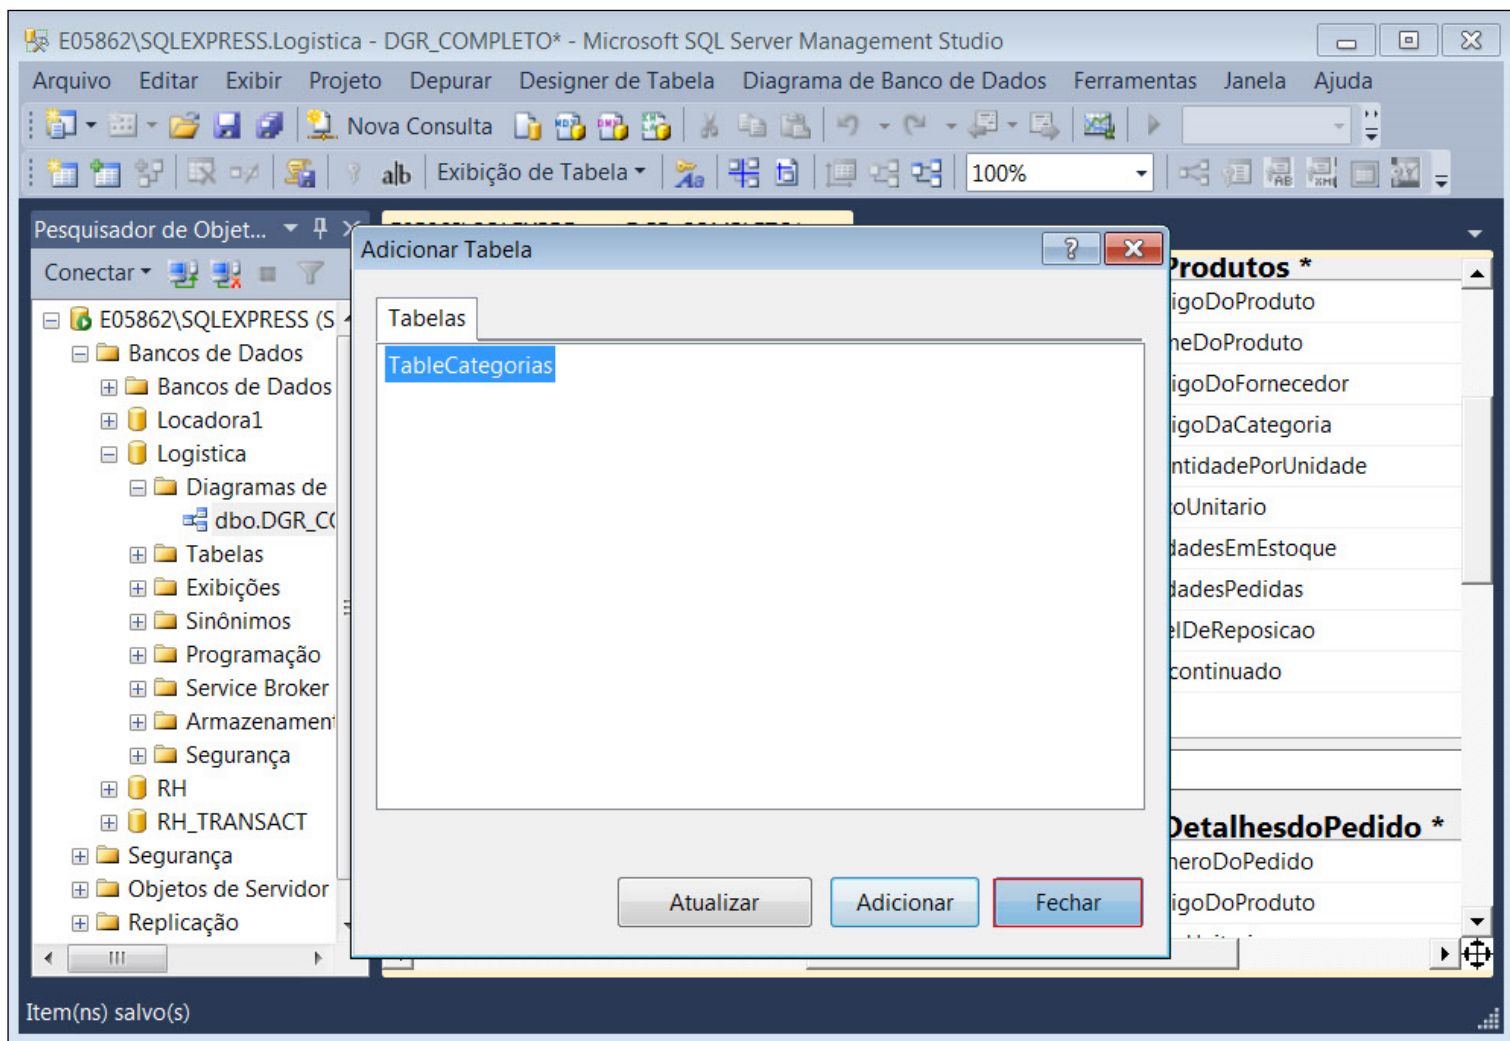 E05862\SQLEXPRESS.Logistica - DGR_COMPLETO* - Microsoft SQL Server Management Studio
Arquivo Editar Exibir Projeto Depurar Designer de Tabela Diagrama de Banco de Dados Ferramentas Janela Ajuda
Nova Consulta
Exibição de Tabela 100%
Pesquisador de Objet...
Conectar
E05862\SQLEXPRESS (S
Bancos de Dados
Bancos de Dados
Locadora1
Logistica
Diagramas de
dbo.DGR_C
Tabelas
Exibições
Sinônimos
Programação
Service Broker
Armazenament
Segurança
RH
RH_TRANSACT
Segurança
Objetos de Servidor
Replicação
Adicionar Tabela
Tabelas
TableCategorias
Atualizar Adicionar Fechar
Produtos *
igoDoProduto
neDoProduto
igoDoFornecedor
igoDaCategoria
ntidadePorUnidade
oUnitario
dadesEmEstoque
dadesPedidas
elDeReposicao
continuado
DetalhesdoPedido *
neroDoPedido
igoDoProduto
Item(ns) salvo(s)